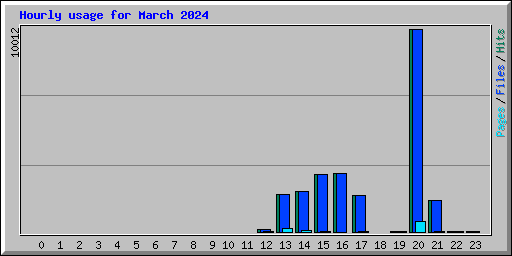 Hourly usage for March 2024
10012
Pages/Files/Hits
0 1 2 3 4 5 6 7 8 9 10 11 12 13 14 15 16 17 18 19 20 21 22 23